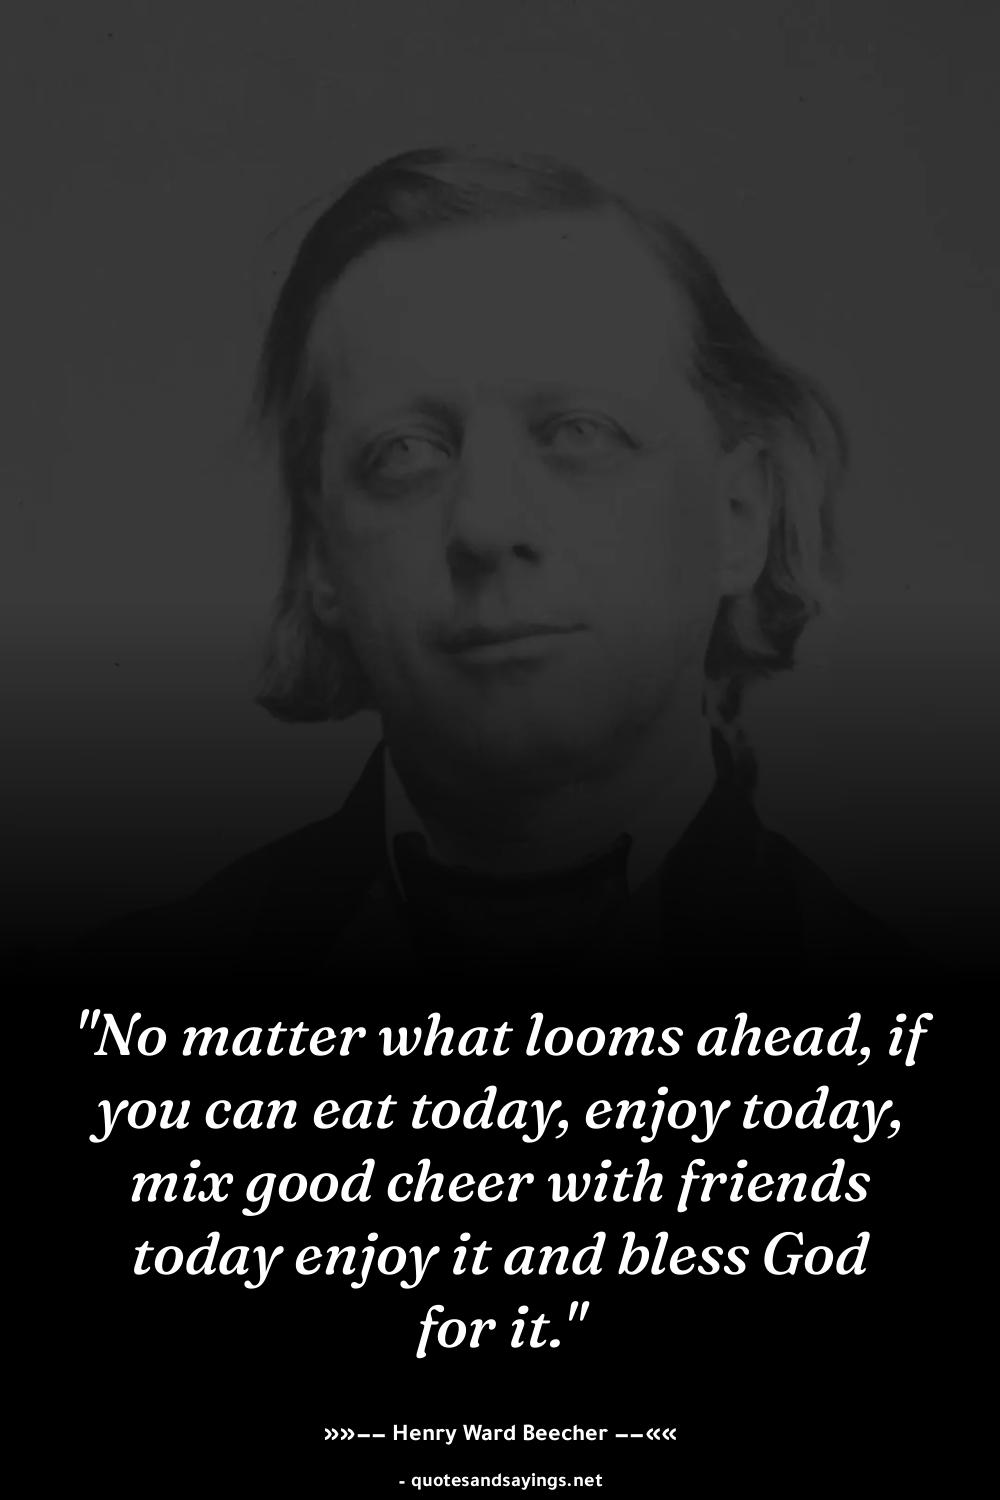 "No matter what looms ahead, if
you can eat today, enjoy today,
mix good cheer with friends
today enjoy it and bless God
for it."
»»−− Henry Ward Beecher −−««
- quotesandsayings.net